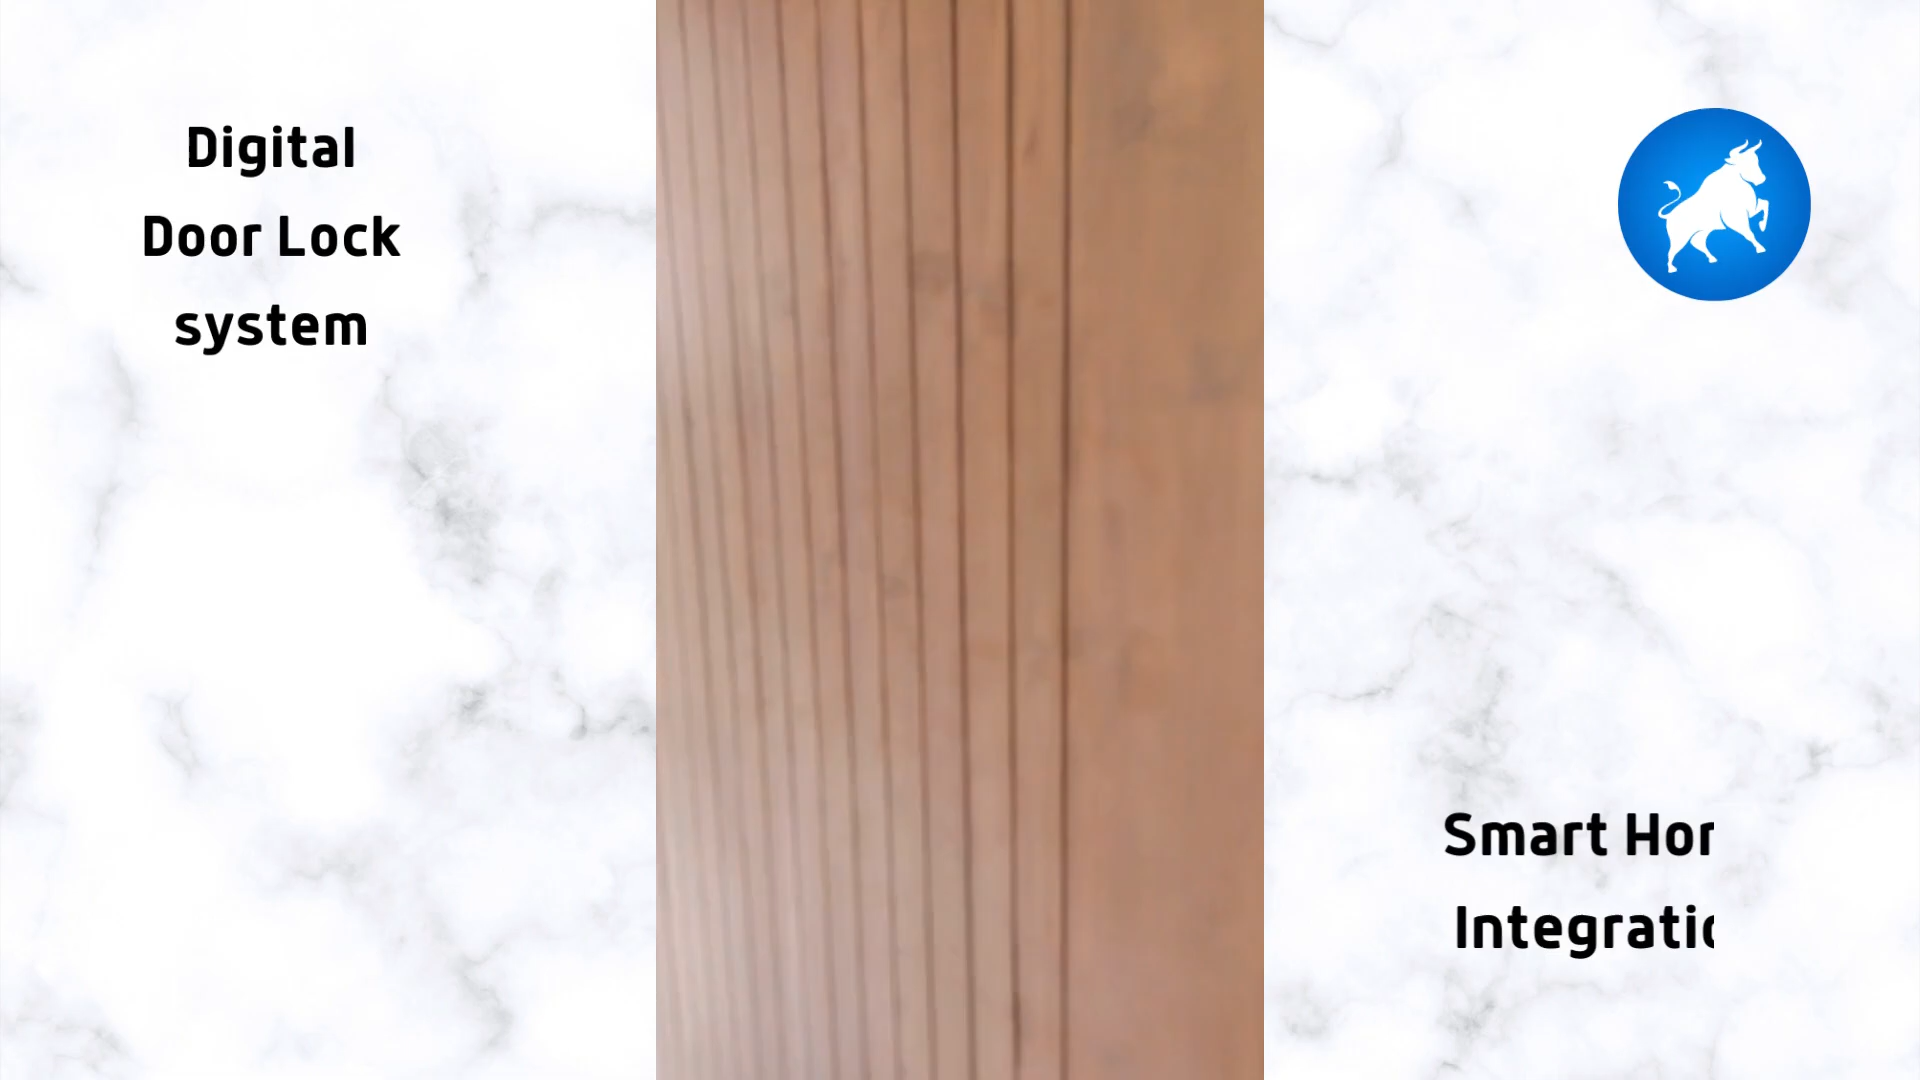 Digital
Door Lock
system
Smart Hor
Integratic